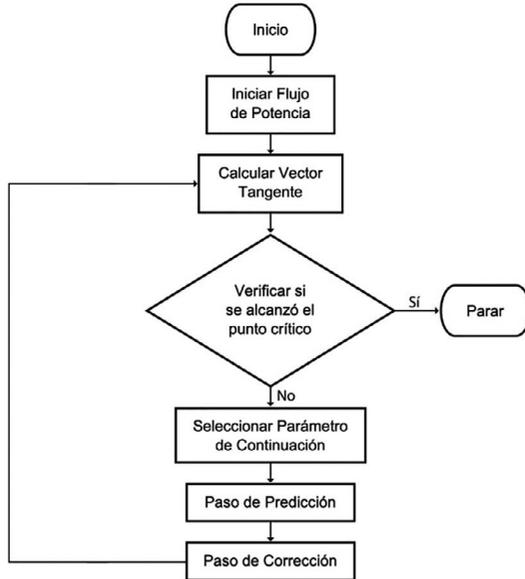 Inicio
Iniciar Flujo
de Potencia
Calcular Vector
Tangente
Verificar si
se alcanzó el
punto crítico
Sí
Parar
No
Seleccionar Parámetro
de Continuación
Paso de Predicción
Paso de Corrección